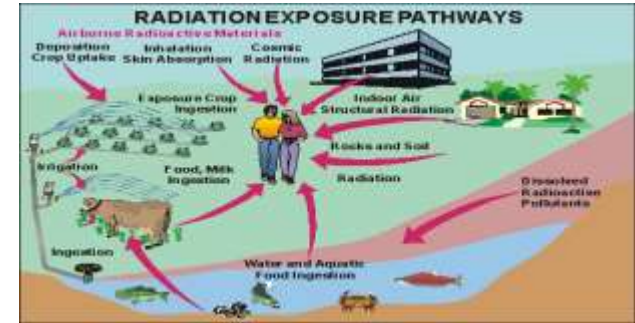 RADIATION EXPOSURE PATHWAYS
Airborne Radioactive Materials
Deposition
Crop Uptake
Inhalation
Skin Absorption
Cosmic
Radiation
Exposure Crop
Ingestion
Indoor Air
Structural Radiation
Irrigation
Food, Milk
Ingestion
Rocks and Soil
Radiation
Dissolved
Radioactive
Pollutants
Ingestion
Water and Aquatic
Food Ingestion